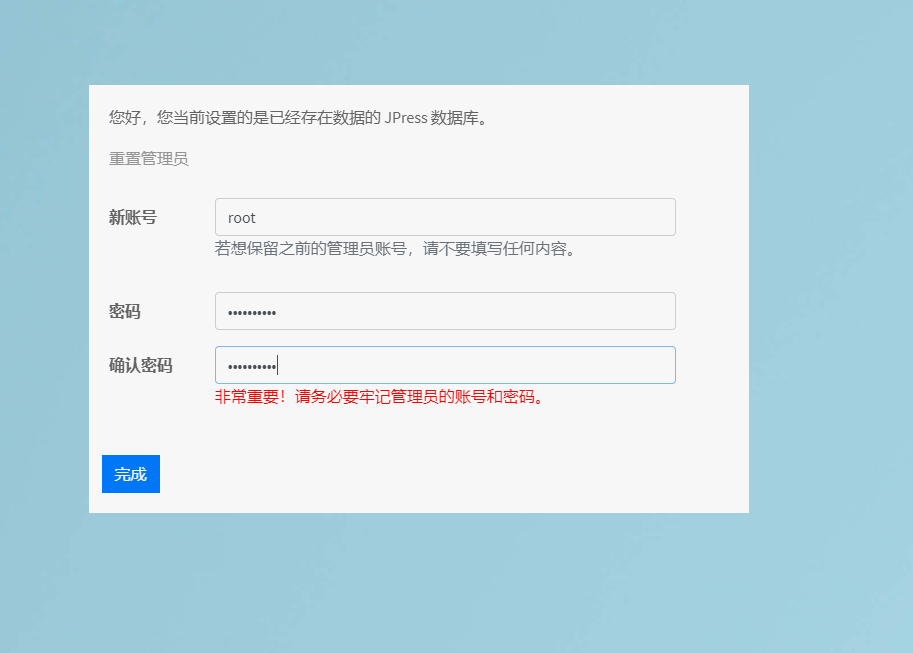 您好，您当前设置的是已经存在数据的 JPress 数据库。
重置管理员
新账号
root
若想保留之前的管理员账号，请不要填写任何内容。
密码
••••••••••
确认密码
••••••••••
非常重要！请务必要牢记管理员的账号和密码。
完成